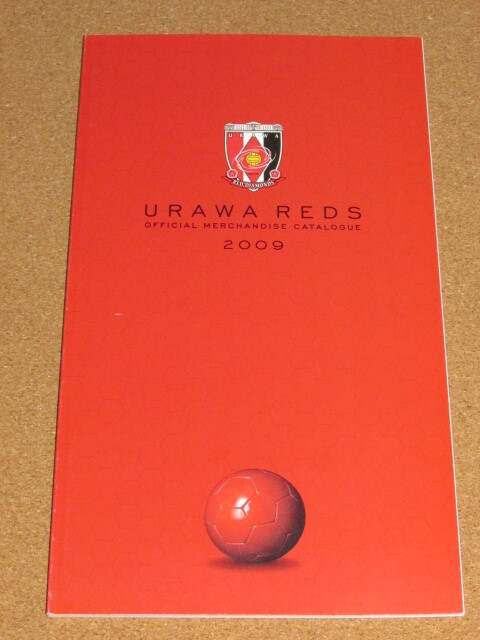 URAWA
RED DIAMONDS
URAWA REDS
OFFICIAL MERCHANDISE CATALOGUE
2009